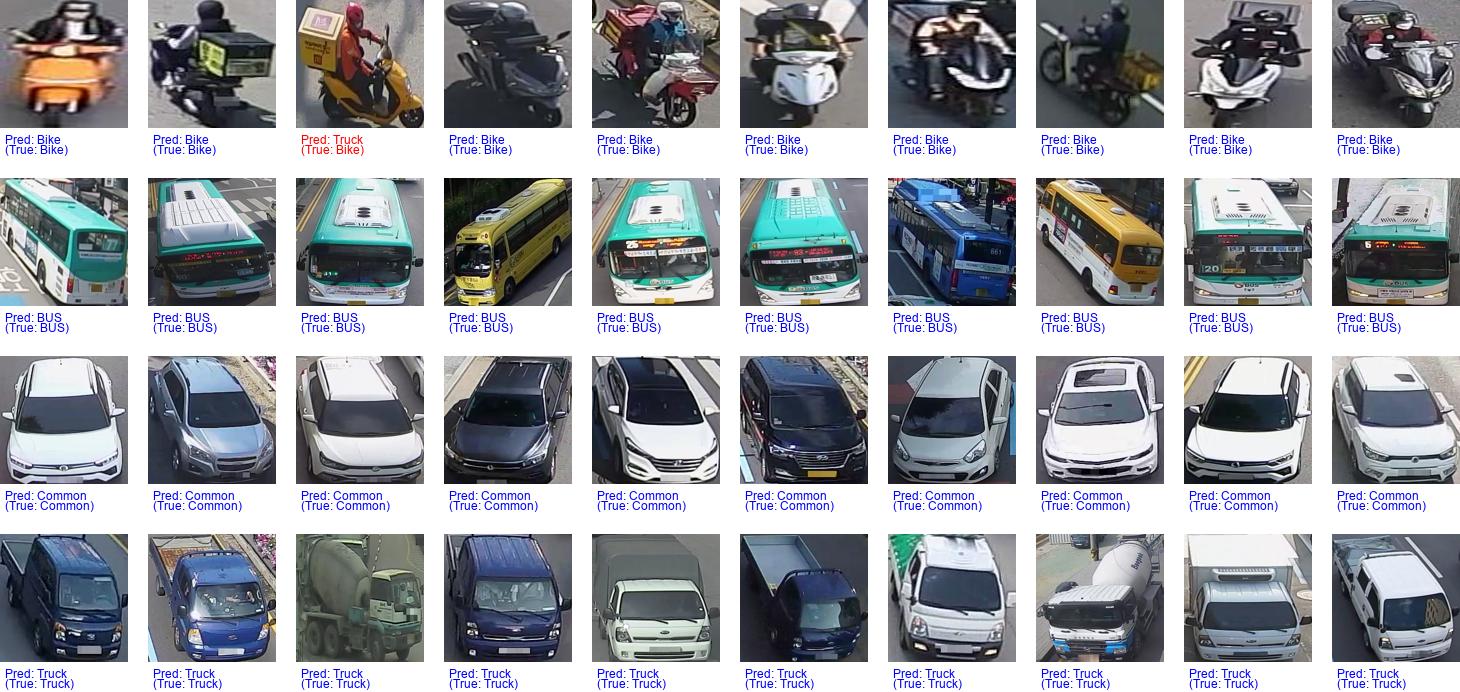 Pred: Bike
(True: Bike)
Pred: Bike
(True: Bike)
Pred: Truck
(True: Bike)
Pred: Bike
(True: Bike)
Pred: Bike
(True: Bike)
Pred: Bike
(True: Bike)
Pred: Bike
(True: Bike)
Pred: Bike
(True: Bike)
Pred: Bike
(True: Bike)
Pred: Bike
(True: Bike)
26
661
20
6
Pred: BUS
(True: BUS)
Pred: BUS
(True: BUS)
Pred: BUS
(True: BUS)
Pred: BUS
(True: BUS)
Pred: BUS
(True: BUS)
Pred: BUS
(True: BUS)
Pred: BUS
(True: BUS)
Pred: BUS
(True: BUS)
Pred: BUS
(True: BUS)
Pred: BUS
(True: BUS)
Pred: Common
(True: Common)
Pred: Common
(True: Common)
Pred: Common
(True: Common)
Pred: Common
(True: Common)
Pred: Common
(True: Common)
Pred: Common
(True: Common)
Pred: Common
(True: Common)
Pred: Common
(True: Common)
Pred: Common
(True: Common)
Pred: Common
(True: Common)
Pred: Truck
(True: Truck)
Pred: Truck
(True: Truck)
Pred: Truck
(True: Truck)
Pred: Truck
(True: Truck)
Pred: Truck
(True: Truck)
Pred: Truck
(True: Truck)
Pred: Truck
(True: Truck)
Pred: Truck
(True: Truck)
Pred: Truck
(True: Truck)
Pred: Truck
(True: Truck)